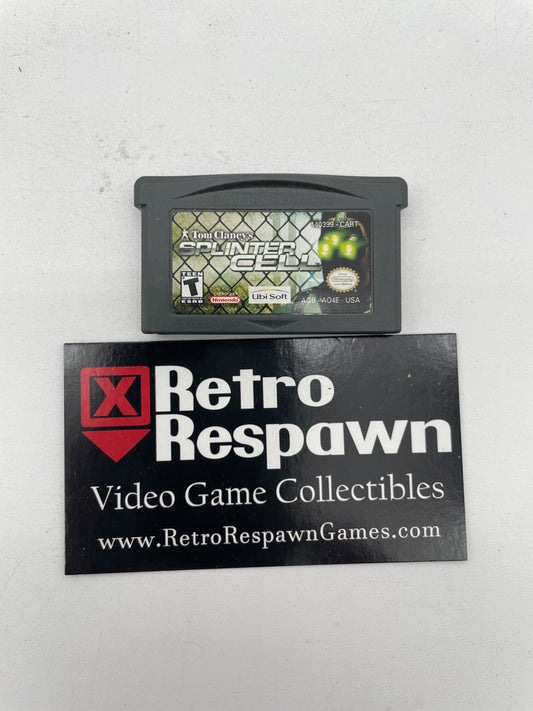 140399 - CART
Tom Clancy's
SPLINTER
CELL
TEEN
T
ESRB
Nintendo
Ubi Soft
AGB - AO4E - USA
X Retro
Respawn
Video Game Collectibles
www.RetroRespawnGames.com